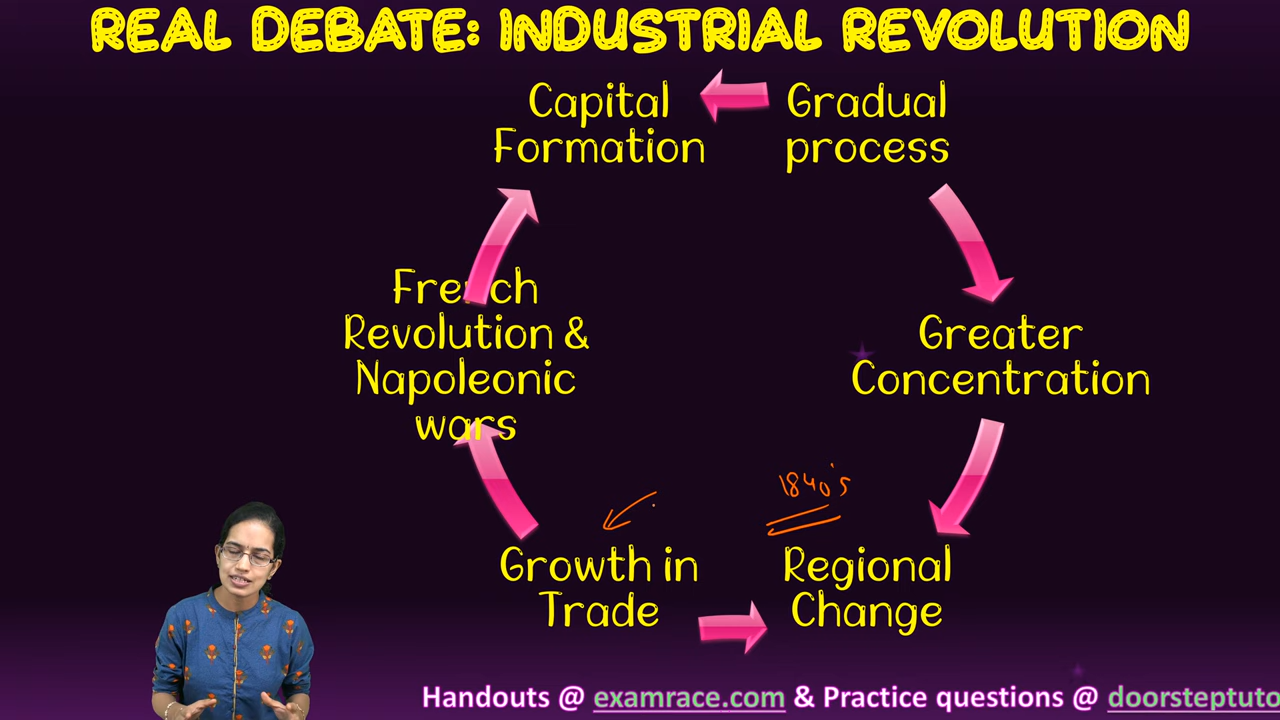 REAL DEBATE: INDUSTRIAL REVOLUTION
Capital
Formation
Gradual
process
French
Revolution &
Napoleonic
wars
Greater
Concentration
1840's
Growth in
Trade
Regional
Change
Handouts @ examrace.com & Practice questions @ doorsteptuto